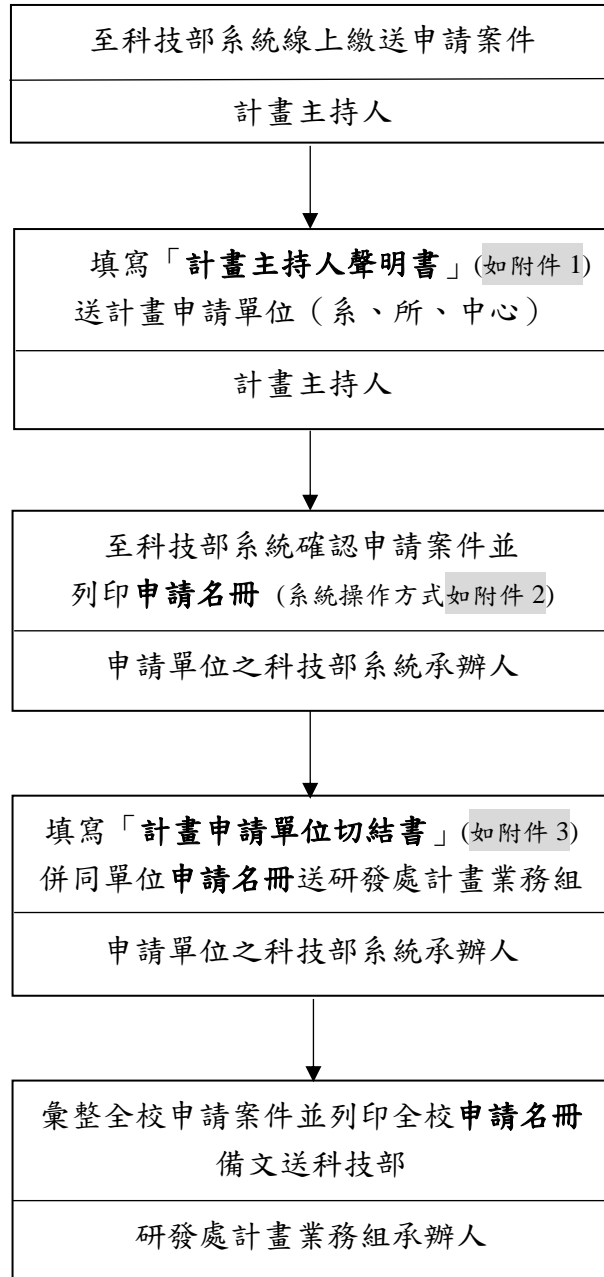 至科技部系統線上繳送申請案件
計畫主持人
填寫「計畫主持人聲明書」(如附件 1)
送計畫申請單位（系、所、中心）
計畫主持人
至科技部系統確認申請案件並
列印申請名冊 (系統操作方式如附件 2)
申請單位之科技部系統承辦人
填寫「計畫申請單位切結書」(如附件 3)
併同單位申請名冊送研發處計畫業務組
申請單位之科技部系統承辦人
彙整全校申請案件並列印全校申請名冊
備文送科技部
研發處計畫業務組承辦人